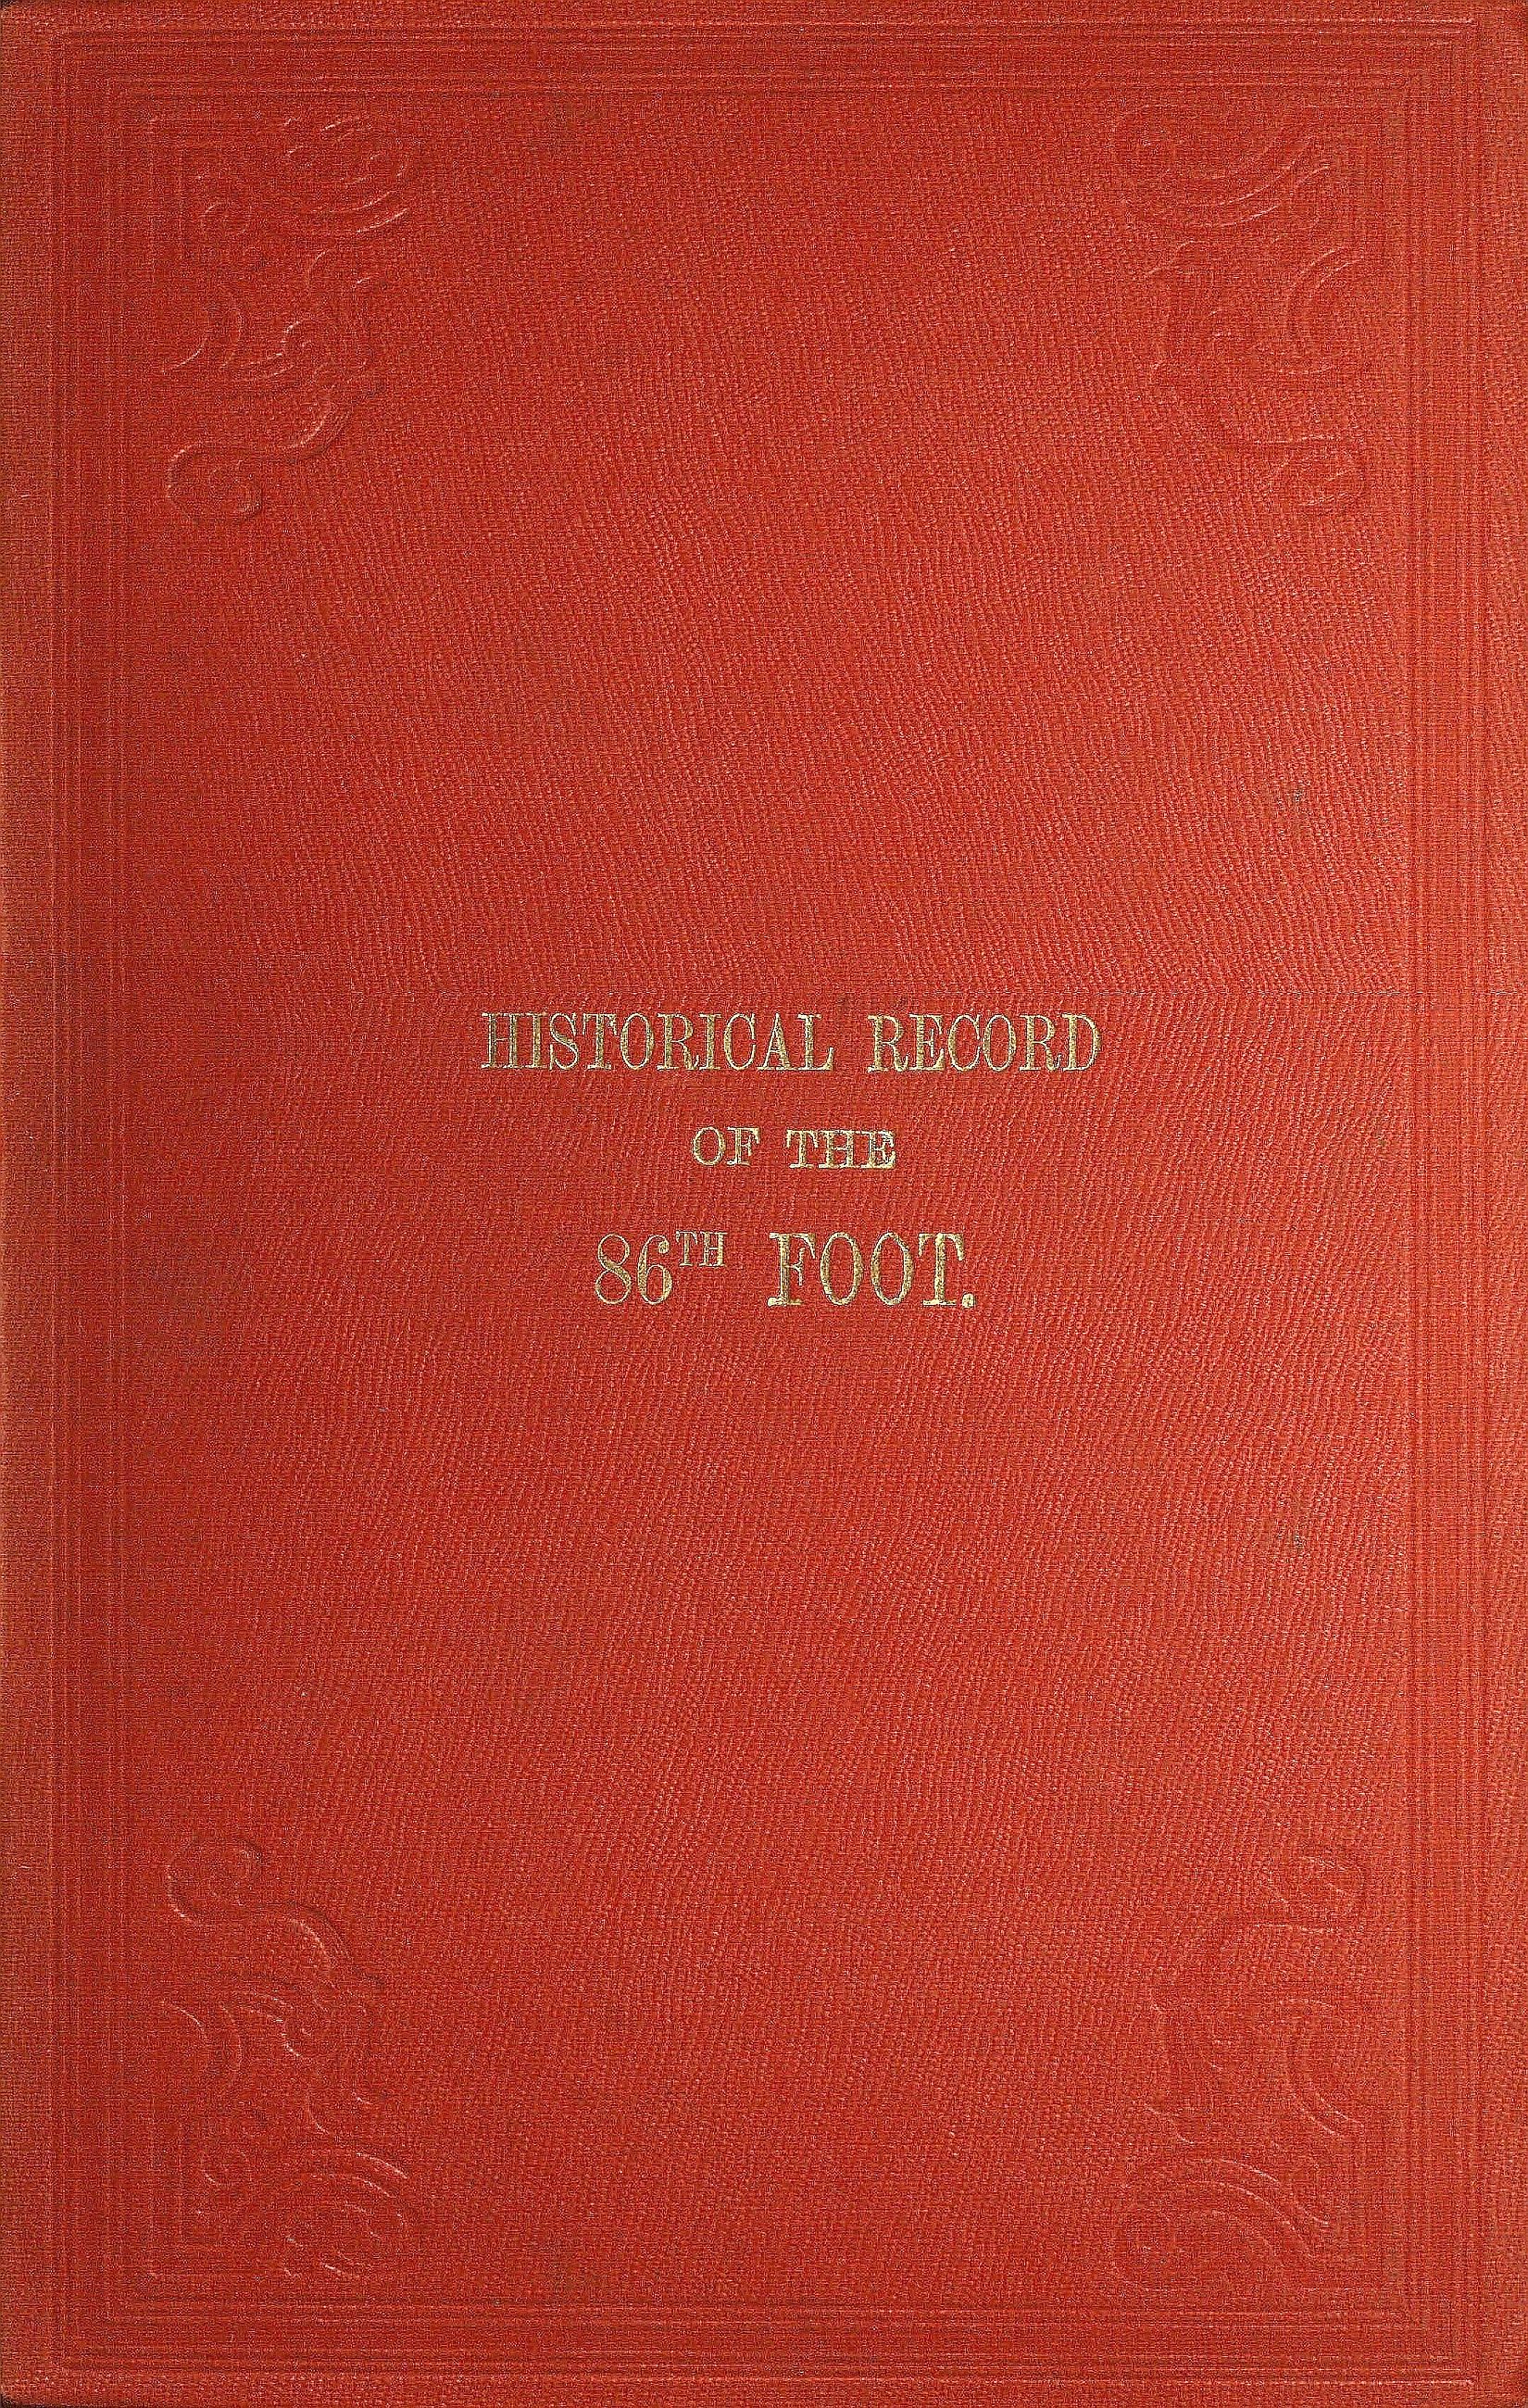 HISTORICAL RECORD
OF THE
86TH FOOT.